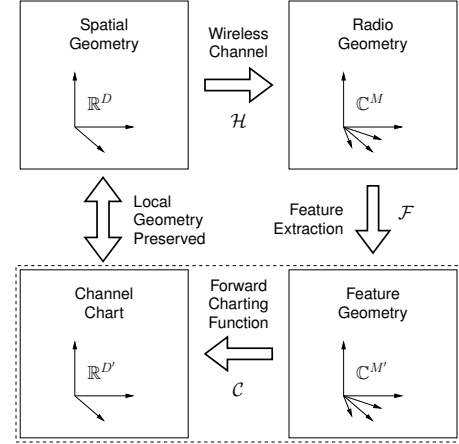 Spatial
Geometry
ℝ^D
Wireless
Channel
ℋ
Radio
Geometry
ℂ^M
Local
Geometry
Preserved
Feature
Extraction
ℱ
Channel
Chart
ℝ^D′
Forward
Charting
Function
𝒞
Feature
Geometry
ℂ^M′